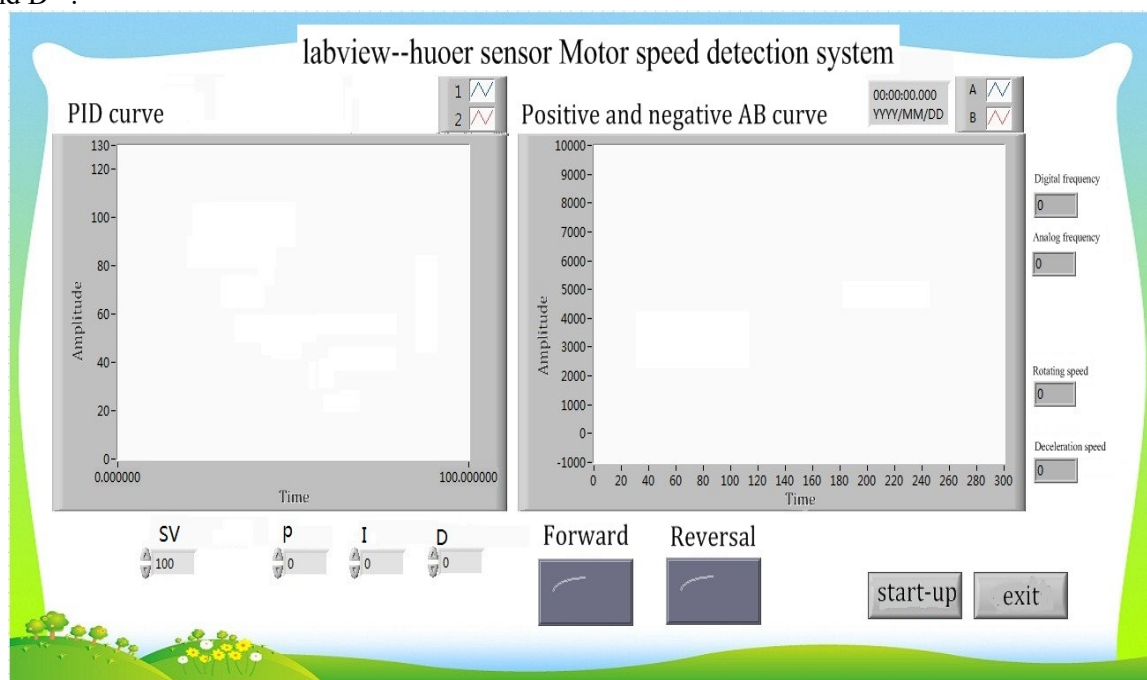 nd D
labview--huoer sensor Motor speed detection system
PID curve
1
2
Positive and negative AB curve
00:00:00.000
YYYY/MM/DD
A
B
130
120
100
80
60
40
20
0
Amplitude
0.000000
100.000000
Time
10000
9000
8000
7000
6000
5000
4000
3000
2000
1000
0
-1000
Amplitude
0 20 40 60 80 100 120 140 160 180 200 220 240 260 280 300
Time
Digital frequency
0
Analog frequency
0
Rotating speed
0
Deceleration speed
0
SV
100
p
0
I
0
D
0
Forward
Reversal
start-up
exit